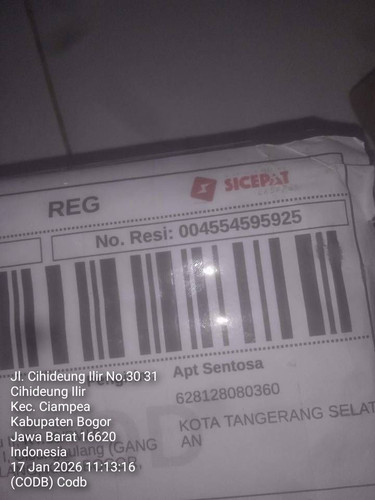 SICEPAT
REG
No. Resi: 004554595925
Apt Sentosa
628128080360
KOTA TANGERANG SELAT
AN
(GANG
Jl. Cihideung Ilir No.30 31
Cihideung Ilir
Kec. Ciampea
Kabupaten Bogor
Jawa Barat 16620
Indonesia
17 Jan 2026 11:13:16
(CODB) Codb